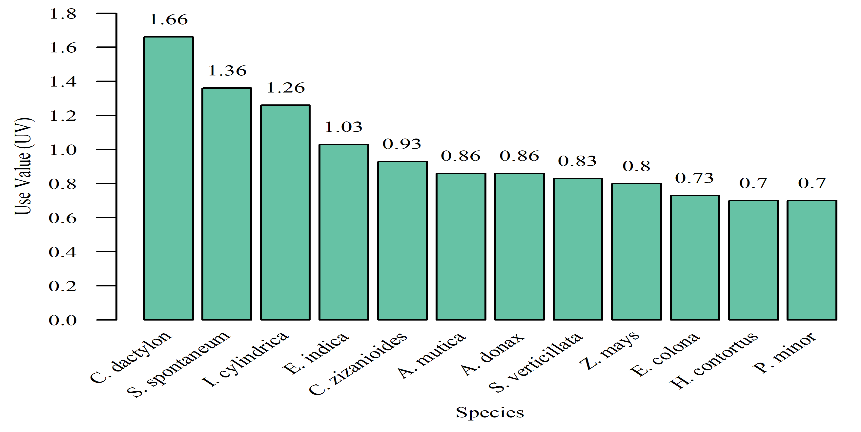 Use Value (UV)
1.8
1.6
1.4
1.2
1.0
0.8
0.6
0.4
0.2
0.0
1.66
1.36
1.26
1.03
0.93
0.86
0.86
0.83
0.8
0.73
0.7
0.7
C. dactylon
S. spontaneum
I. cylindrica
E. indica
C. zizanioides
A. mutica
A. donax
S. verticillata
Z. mays
E. colona
H. contortus
P. minor
Species